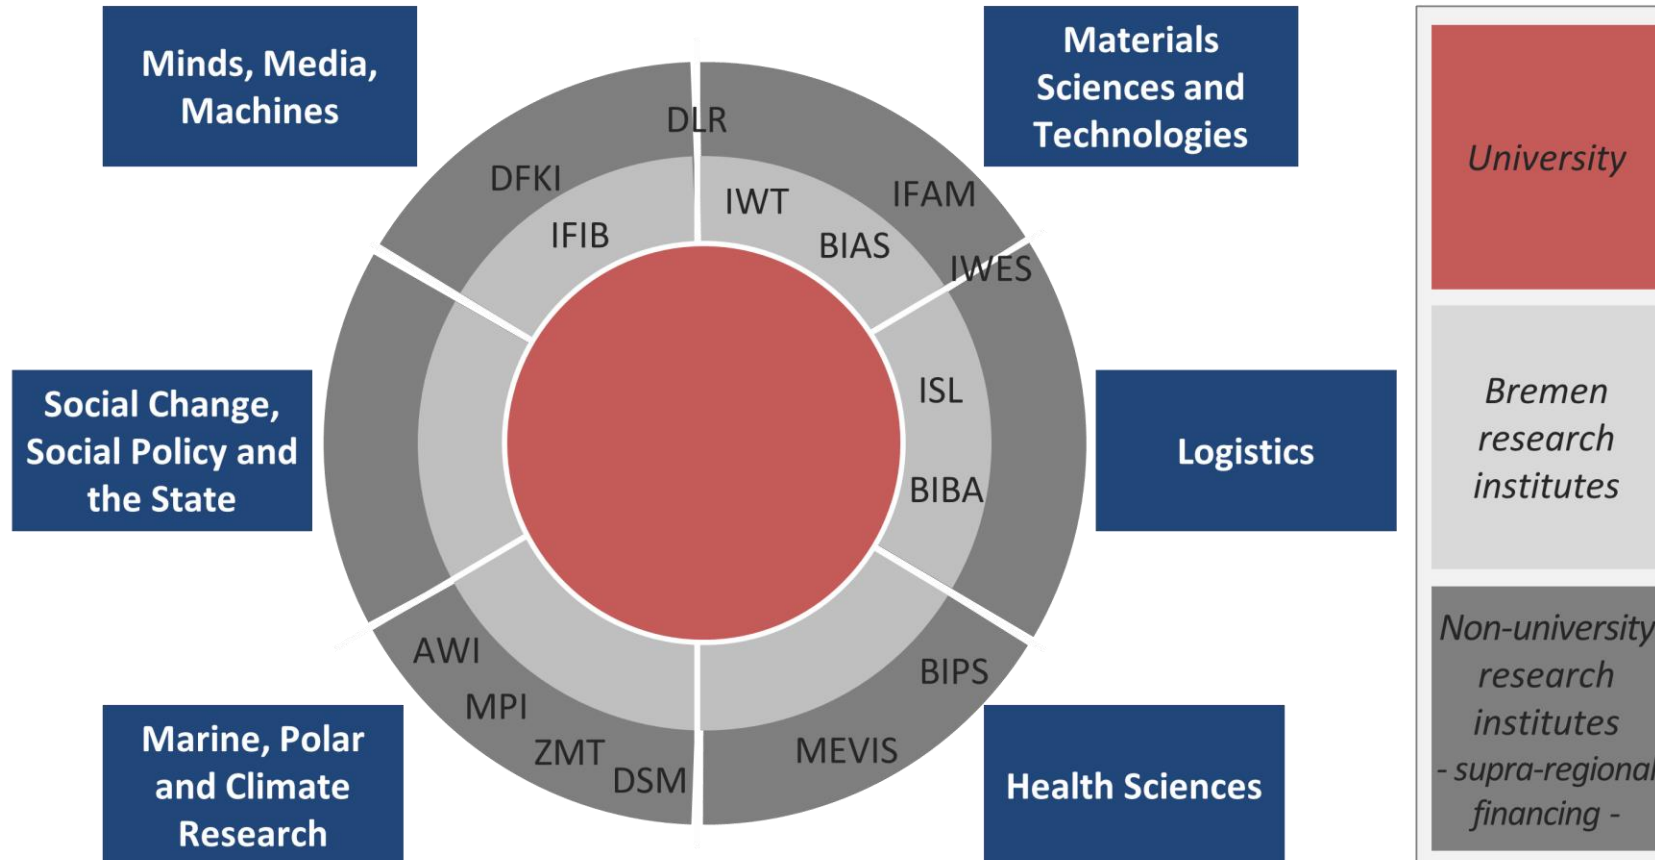 Minds, Media,
Machines
Materials
Sciences and
Technologies
DLR
DFKI
IFAM
IWT
IFIB
BIAS
IWES
Social Change,
Social Policy and
the State
ISL
BIBA
Logistics
AWI
BIPS
MPI
ZMT
MEVIS
DSM
Marine, Polar
and Climate
Research
Health Sciences
University
Bremen
research
institutes
Non-university
research
institutes
- supra-regional
financing -